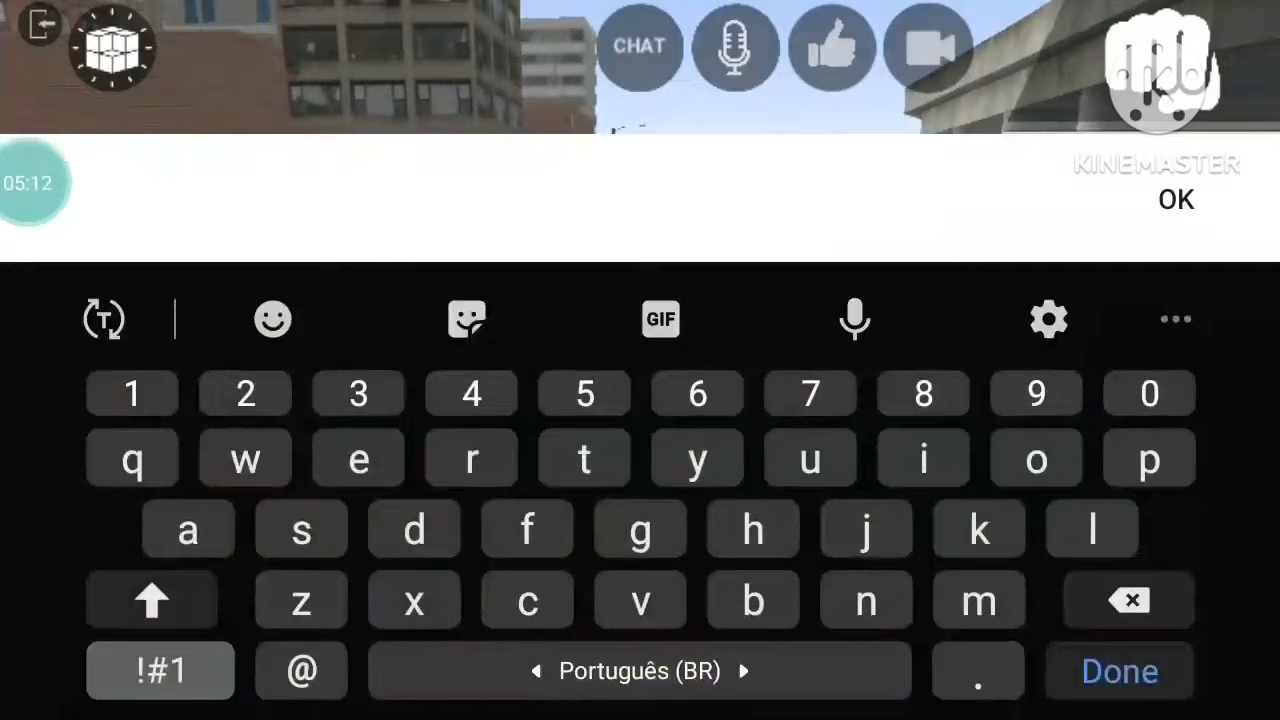 CHAT
KINEMASTER
05:12
OK
T
GIF
1 2 3 4 5 6 7 8 9 0
q w e r t y u i o p
a s d f g h j k l
z x c v b n m
!#1 @ Português (BR) . Done